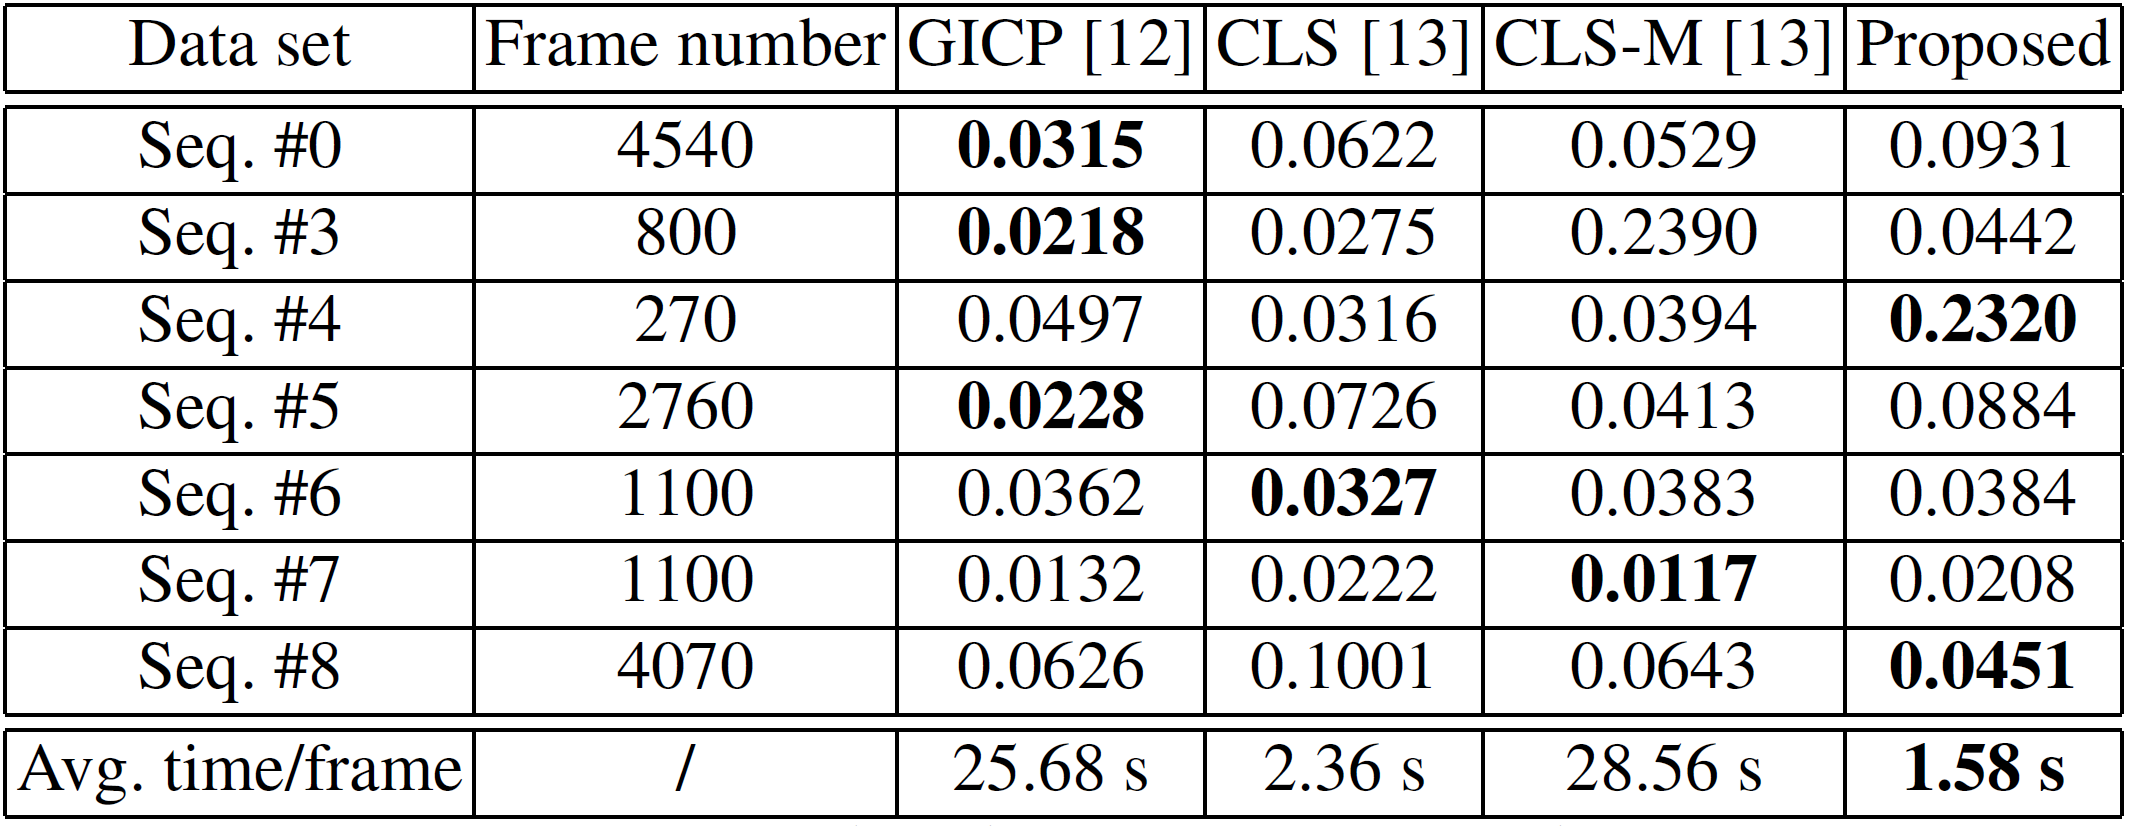 Data set Frame number GICP [12] CLS [13] CLS-M [13] Proposed
Seq. #0 4540 0.0315 0.0622 0.0529 0.0931
Seq. #3 800 0.0218 0.0275 0.2390 0.0442
Seq. #4 270 0.0497 0.0316 0.0394 0.2320
Seq. #5 2760 0.0228 0.0726 0.0413 0.0884
Seq. #6 1100 0.0362 0.0327 0.0383 0.0384
Seq. #7 1100 0.0132 0.0222 0.0117 0.0208
Seq. #8 4070 0.0626 0.1001 0.0643 0.0451
Avg. time/frame / 25.68 s 2.36 s 28.56 s 1.58 s